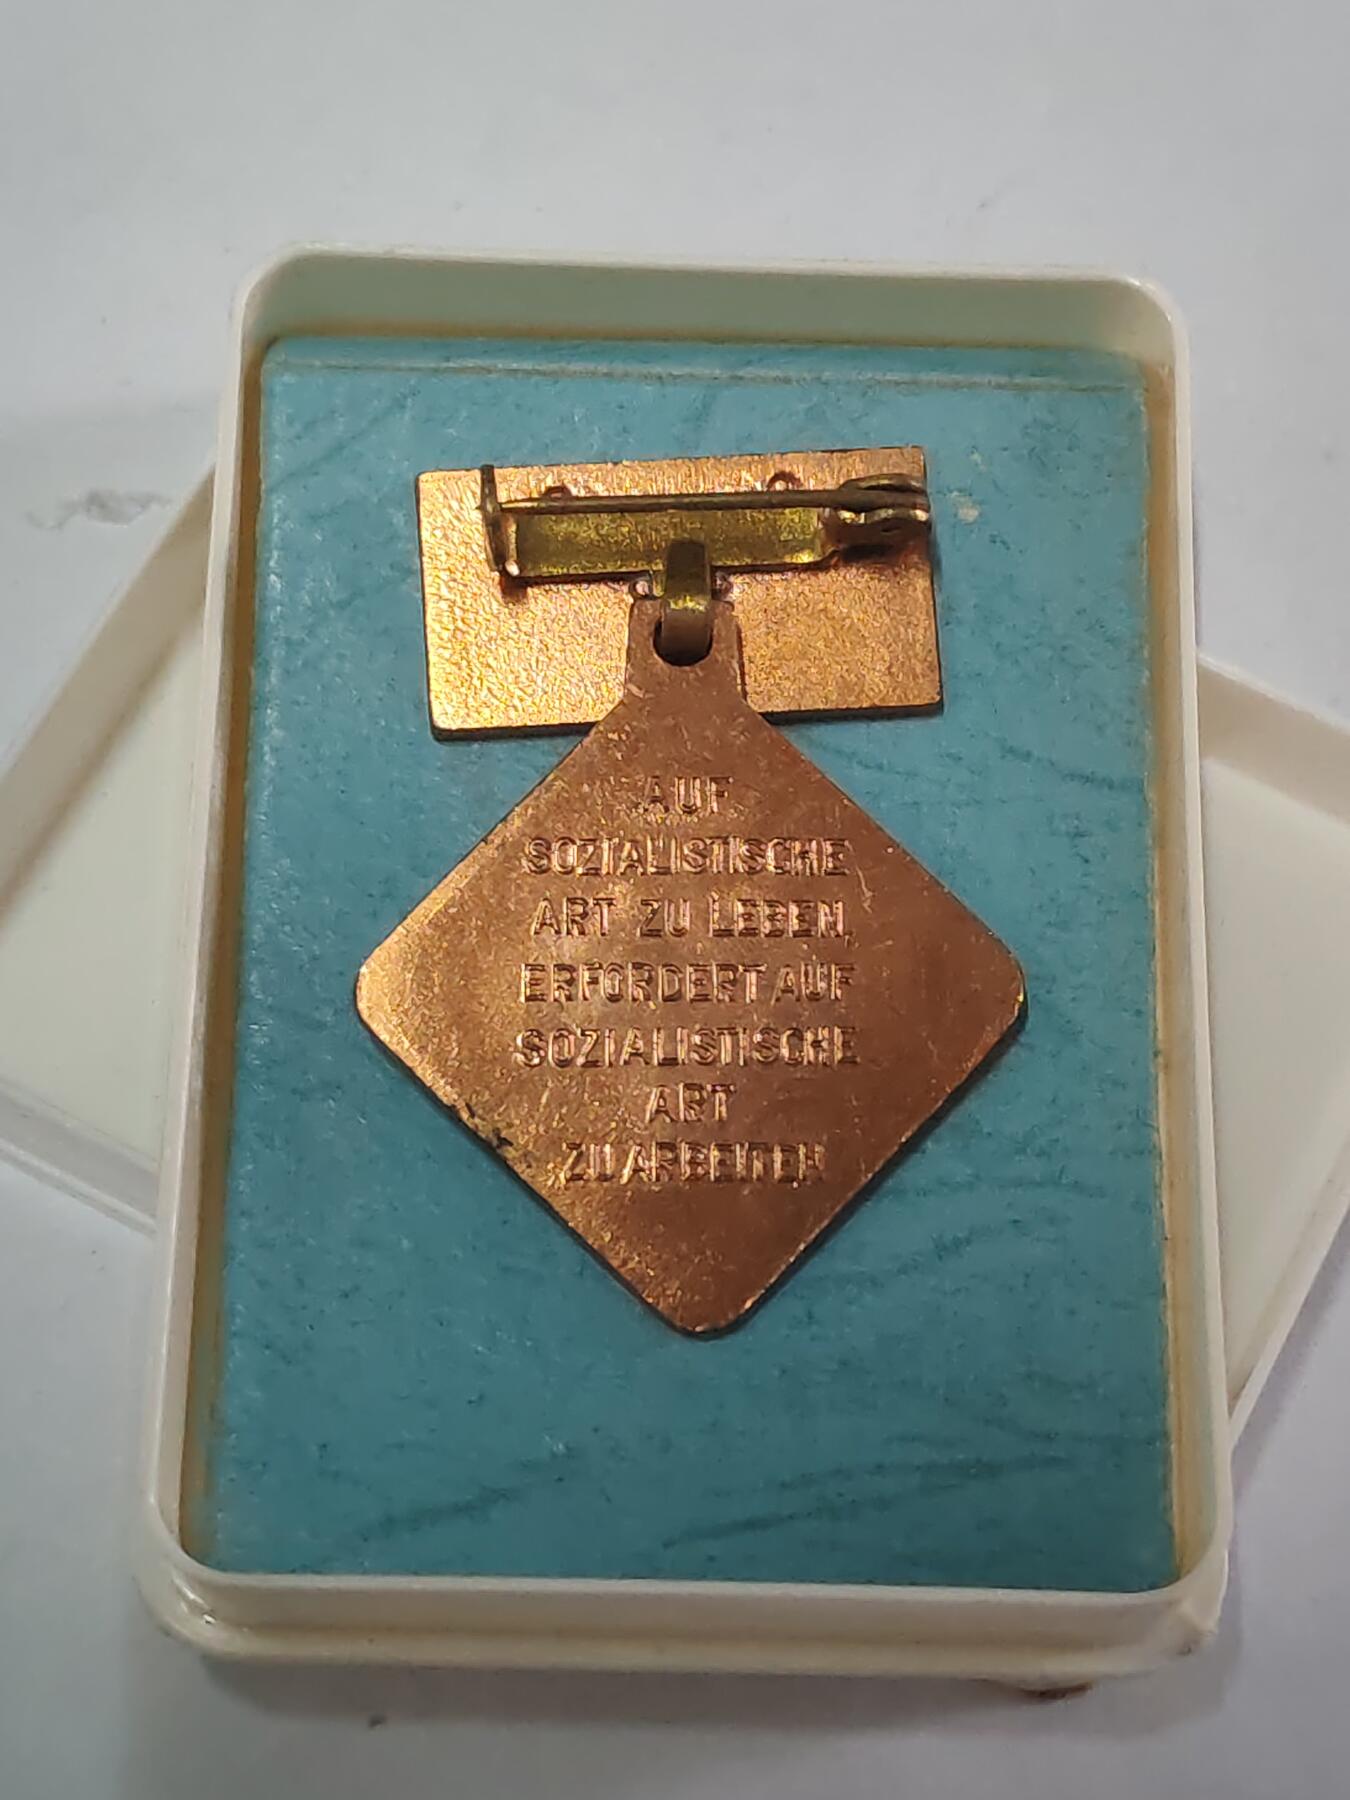 AUF
SOZIALISTISCHE
ART ZU LEBEN,
ERFORDERT AUF
SOZIALISTISCHE
ART
ZU ARBEITEN